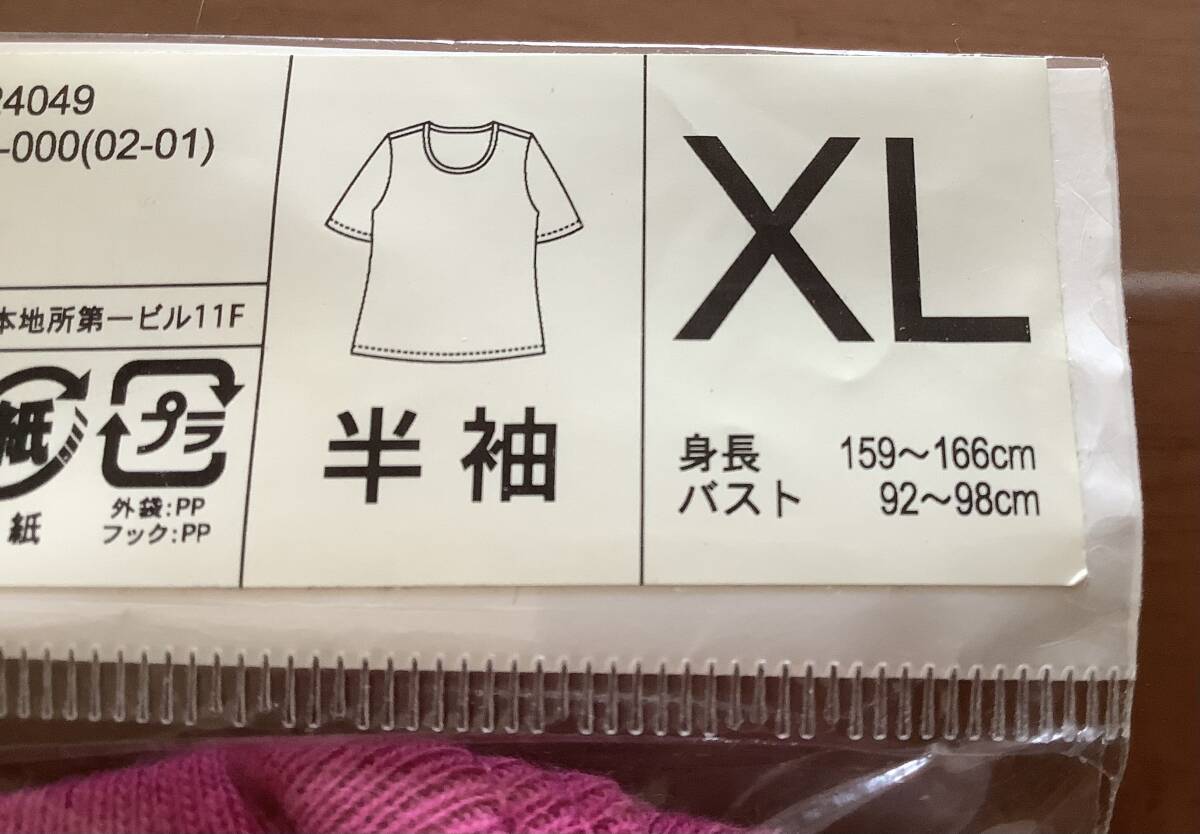 24049
-000(02-01)
本地所第一ビル11F
紙
プラ
紙
外袋:PP
フック:PP
半袖
XL
身長 159〜166cm
バスト 92〜98cm